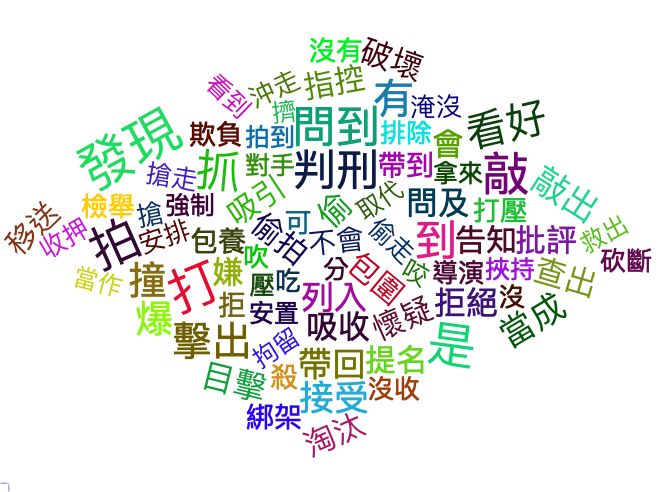 沒有
破壞
看到
沖走
指控
有
淹沒
擠
發現
欺負
拍到
問到
排除
會
看好
搶走
抓
對手
判刑
帶到
拿來
敲
敲出
檢舉
搶
強制
吸引
可
偷
取代
問及
打壓
救出
移送
收押
拍
安排
包養
偷拍
不會
偷走
到
告知
批評
砍斷
當作
撞
打
嫌
吹
壓
吃
分
包圍
咬
導演
挾持
查出
爆
拒
安置
列入
懷疑
拒絕
沒
當成
擊出
拘留
吸收
是
目擊
殺
帶回
提名
綁架
接受
沒收
淘汰